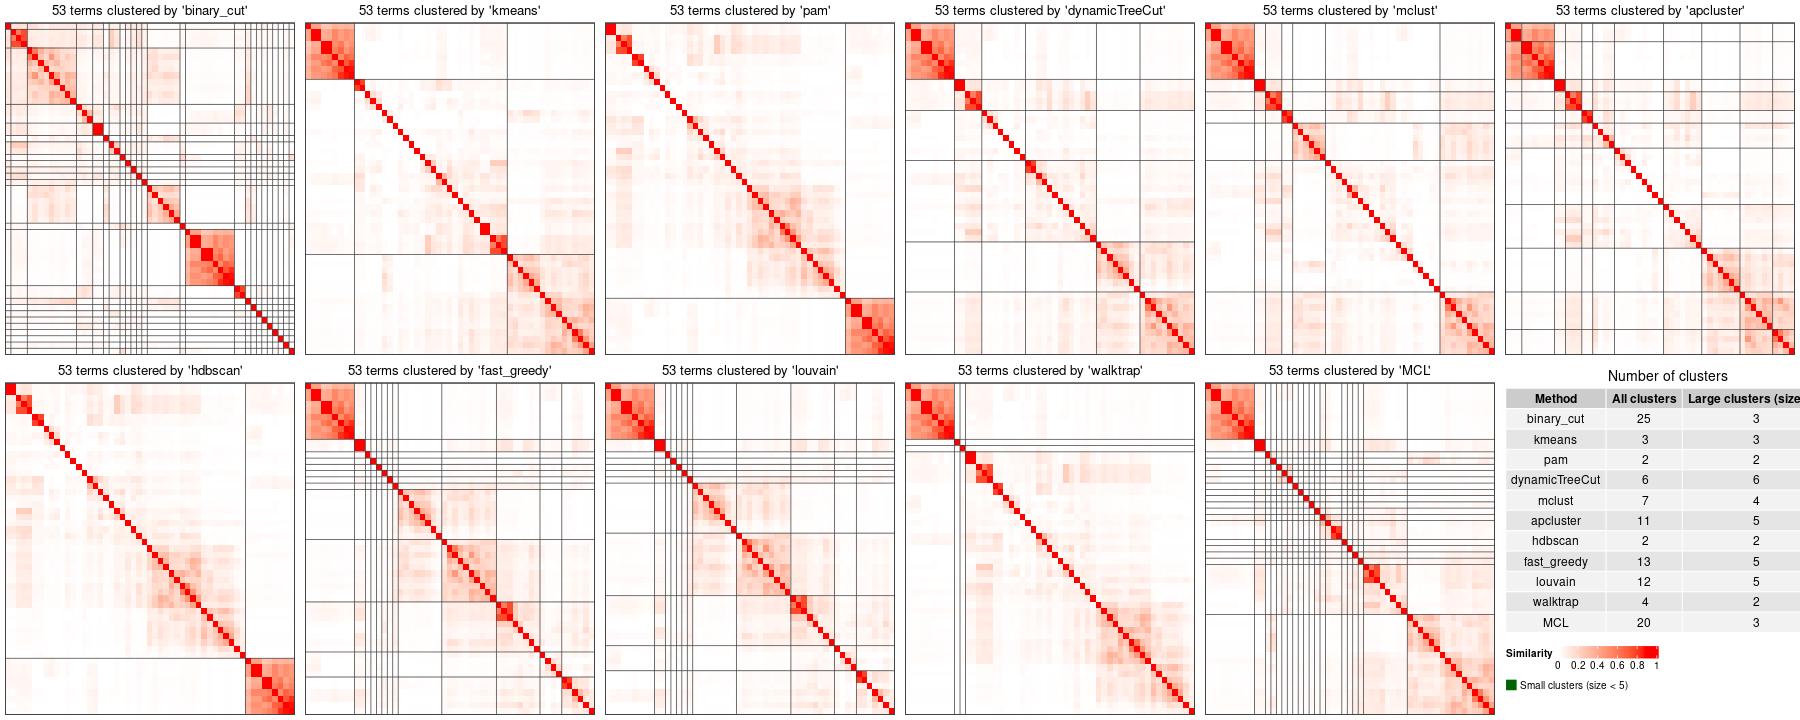 53 terms clustered by 'binary_cut'
53 terms clustered by 'kmeans'
53 terms clustered by 'pam'
53 terms clustered by 'dynamicTreeCut'
53 terms clustered by 'mclust'
53 terms clustered by 'apcluster'
53 terms clustered by 'hdbscan'
53 terms clustered by 'fast_greedy'
53 terms clustered by 'louvain'
53 terms clustered by 'walktrap'
53 terms clustered by 'MCL'
Number of clusters
Method All clusters Large clusters (size
binary_cut 25 3
kmeans 3 3
pam 2 2
dynamicTreeCut 6 6
mclust 7 4
apcluster 11 5
hdbscan 2 2
fast_greedy 13 5
louvain 12 5
walktrap 4 2
MCL 20 3
Similarity
0 0.2 0.4 0.6 0.8 1
Small clusters (size < 5)